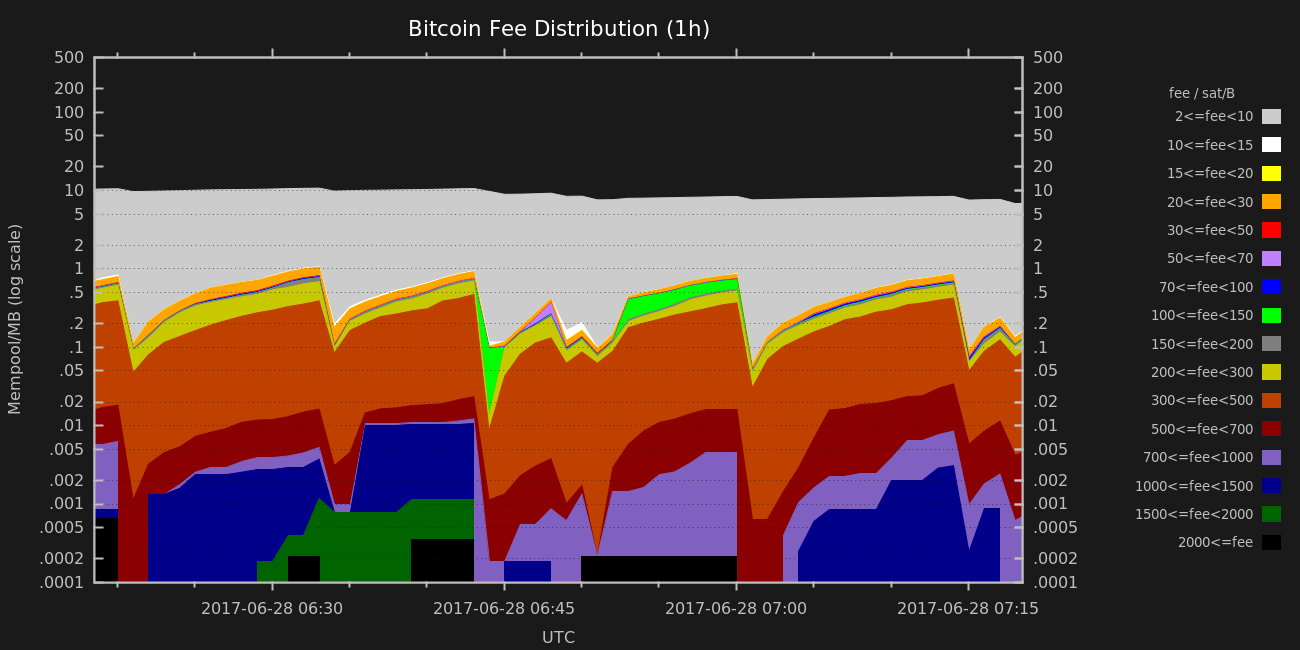 Bitcoin Fee Distribution (1h)
500 500
200 200
100 100
50 50
20 20
10 10
5 5
2 2
1 1
.5 .5
.2 .2
.1 .1
.05 .05
.02 .02
.01 .01
.005 .005
.002 .002
.001 .001
.0005 .0005
.0002 .0002
.0001 .0001
Mempool/MB (log scale)
2017-06-28 06:30 2017-06-28 06:45 2017-06-28 07:00 2017-06-28 07:15
UTC
fee / sat/B
2<=fee<10
10<=fee<15
15<=fee<20
20<=fee<30
30<=fee<50
50<=fee<70
70<=fee<100
100<=fee<150
150<=fee<200
200<=fee<300
300<=fee<500
500<=fee<700
700<=fee<1000
1000<=fee<1500
1500<=fee<2000
2000<=fee